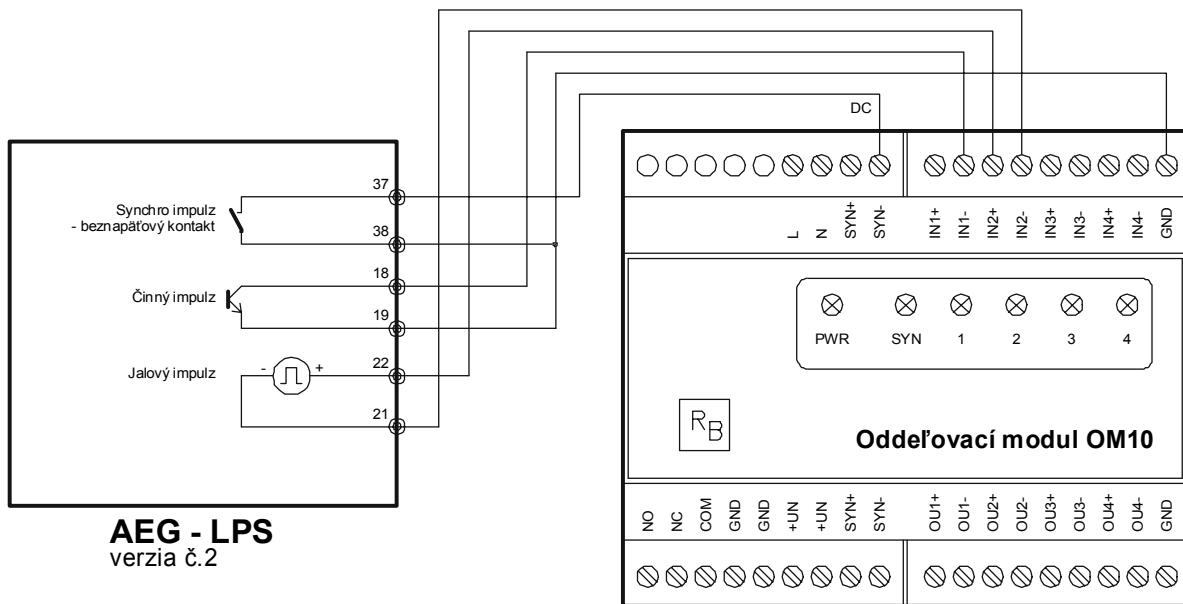 DC
37
Synchro impulz
- beznapäťový kontakt
38
18
Činný impulz
19
22
Jalový impulz
- +
21
AEG - LPS
verzia č.2
L N SYN+ SYN- IN1+ IN1- IN2+ IN2- IN3+ IN3- IN4+ IN4- GND
PWR SYN 1 2 3 4
RB
Oddeľovací modul OM10
NO NC COM GND GND +UN +UN SYN+ SYN- OU1+ OU1- OU2+ OU2- OU3+ OU3- OU4+ OU4- GND